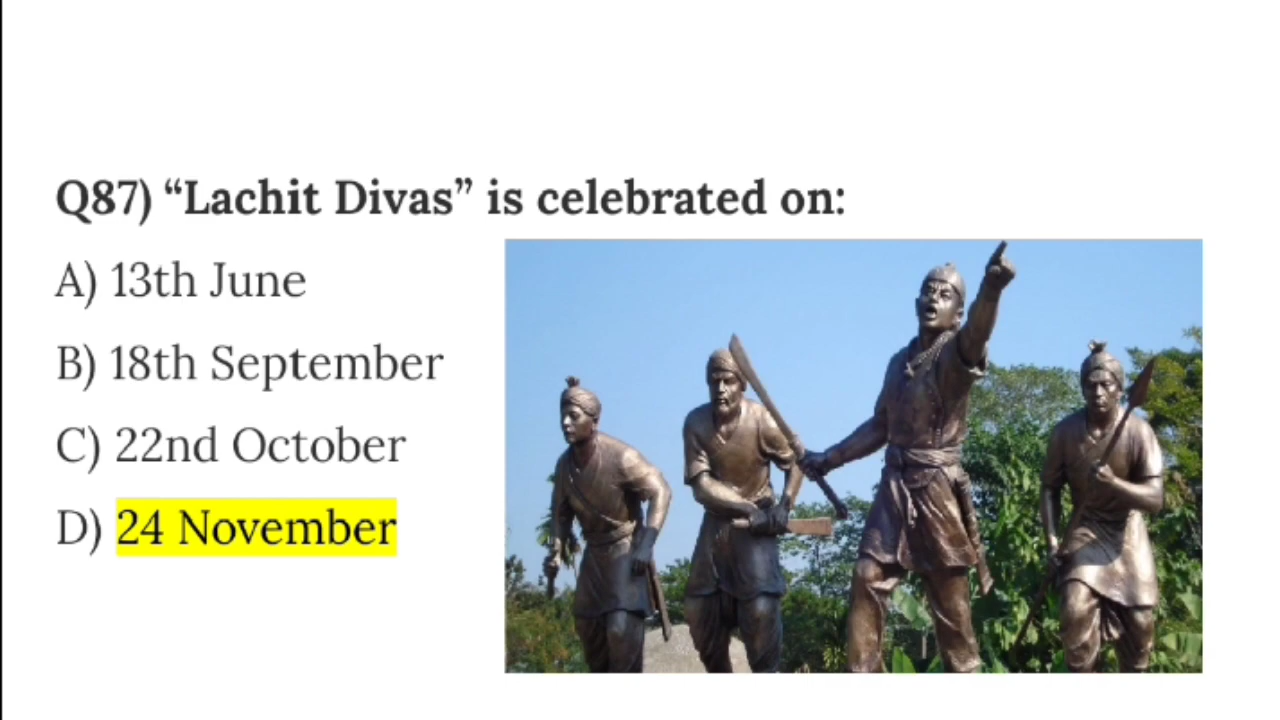 Q87) “Lachit Divas” is celebrated on:
A) 13th June
B) 18th September
C) 22nd October
D) 24 November